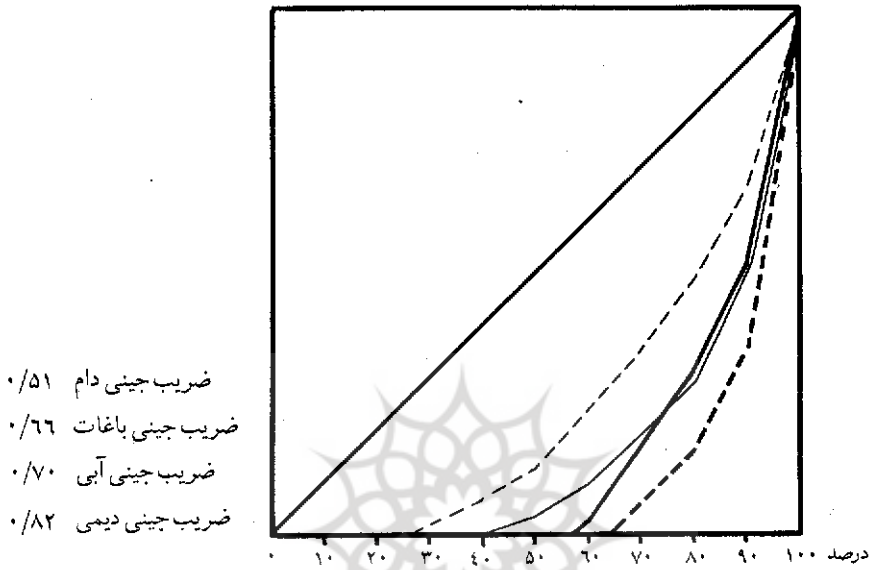 ضریب جینی دام ۰/۵۱
ضریب جینی باغات ۰/۶۶
ضریب جینی آبی ۰/۷۰
ضریب جینی دیمی ۰/۸۲
۰ ۱۰ ۲۰ ۳۰ ۴۰ ۵۰ ۶۰ ۷۰ ۸۰ ۹۰ ۱۰۰ درصد